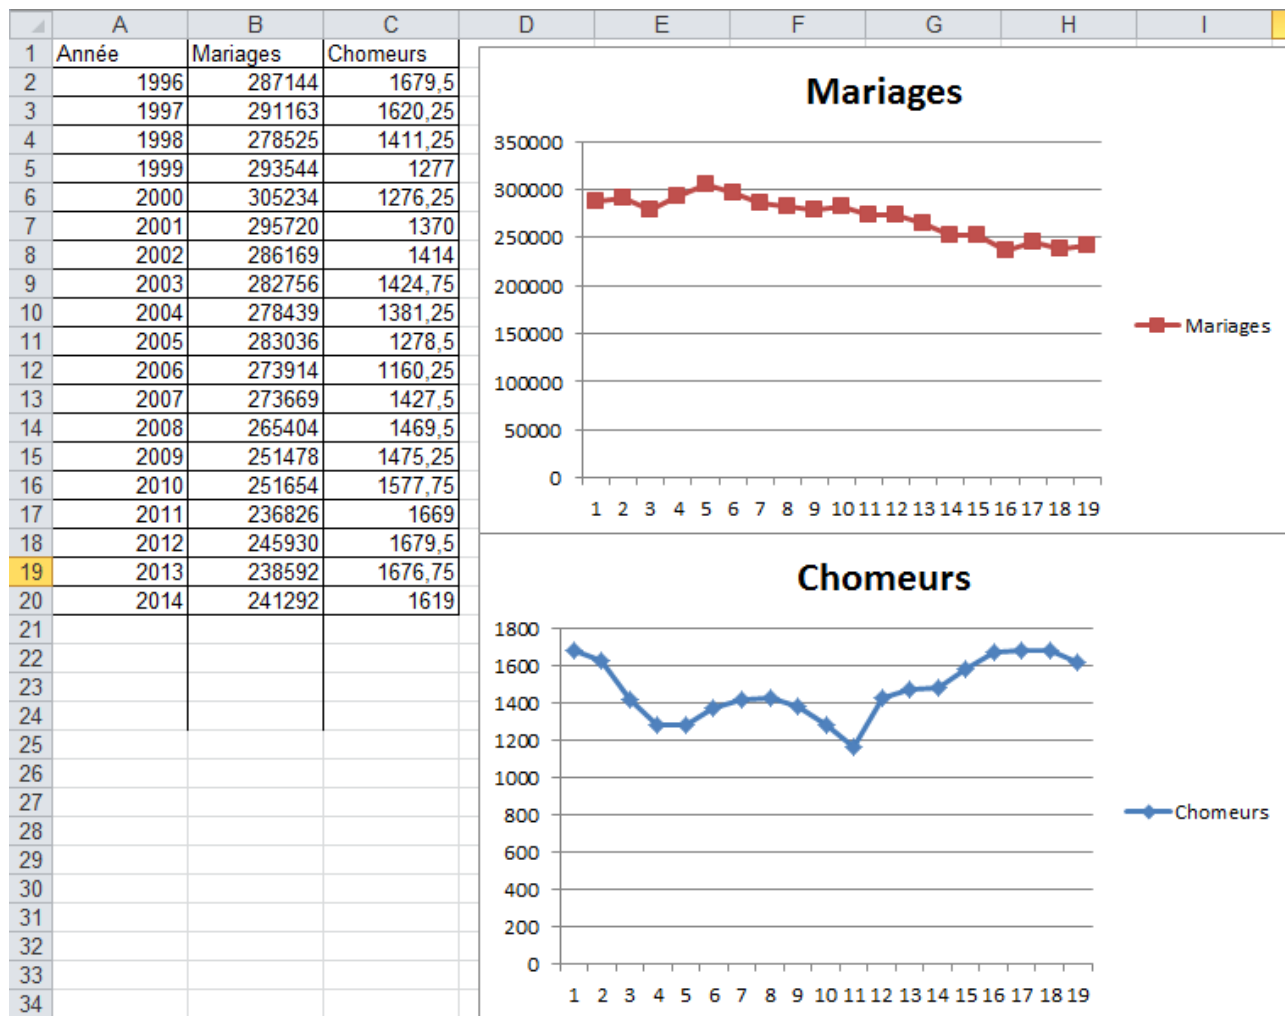 A B C D E F G H I
1 Année Mariages Chomeurs
2 1996 287144 1679,5
3 1997 291163 1620,25
4 1998 278525 1411,25
5 1999 293544 1277
6 2000 305234 1276,25
7 2001 295720 1370
8 2002 286169 1414
9 2003 282756 1424,75
10 2004 278439 1381,25
11 2005 283036 1278,5
12 2006 273914 1160,25
13 2007 273669 1427,5
14 2008 265404 1469,5
15 2009 251478 1475,25
16 2010 251654 1577,75
17 2011 236826 1669
18 2012 245930 1679,5
19 2013 238592 1676,75
20 2014 241292 1619
21
22
23
24
25
26
27
28
29
30
31
32
33
34
Mariages
350000
300000
250000
200000
150000
100000
50000
0
1 2 3 4 5 6 7 8 9 10 11 12 13 14 15 16 17 18 19
Mariages
Chomeurs
1800
1600
1400
1200
1000
800
600
400
200
0
1 2 3 4 5 6 7 8 9 10 11 12 13 14 15 16 17 18 19
Chomeurs